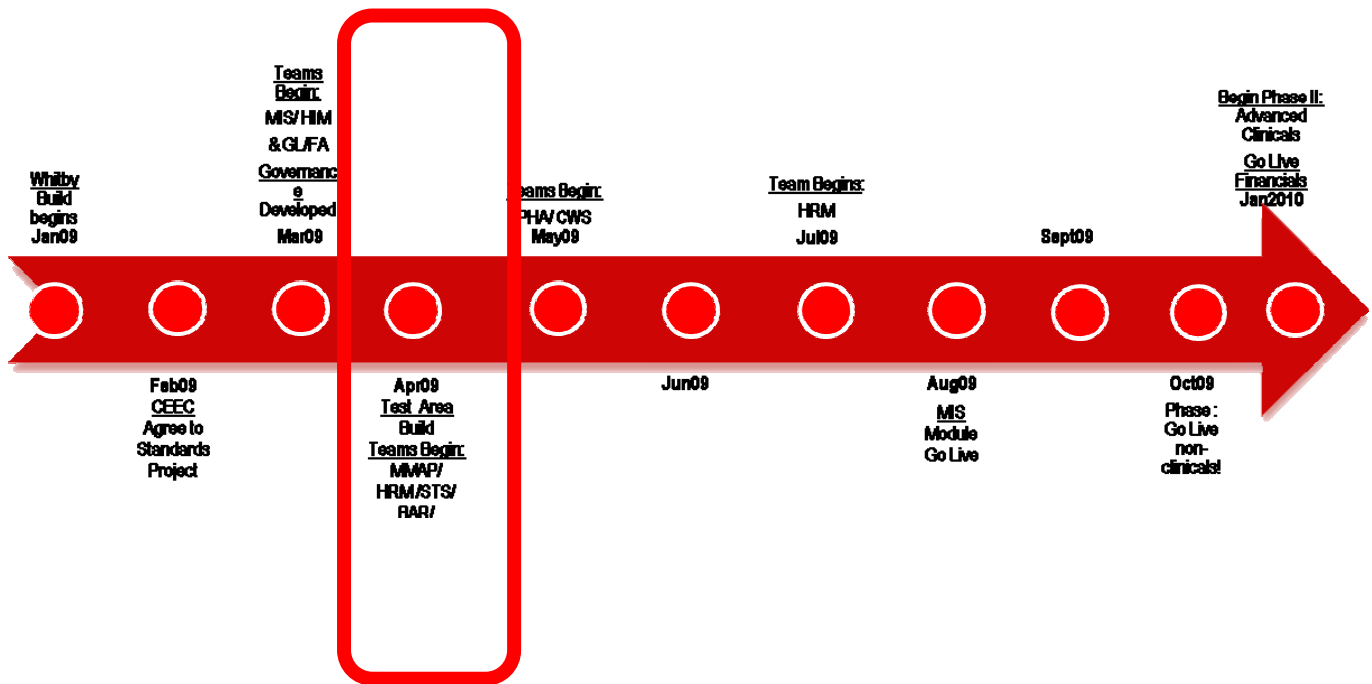 Whitby
Build
begins
Jan09
Feb09
CEEC
Agree to
Standards
Project
Teams
Begin:
MIS/ HIM
& GL/FA
Governanc
e
Developed
Mar09
Apr09
Test Area
Build
Teams Begin:
MMAP/
HRM/STS/
BAR/
eams Begin:
PHA/ CWS
May09
Jun09
Team Begins:
HRM
Jul09
Aug09
MIS
Module
Go Live
Sept09
Oct09
Phase :
Go Live
non-
clinicals!
Begin Phase II:
Advanced
Clinicals
Go Live
Financials
Jan2010